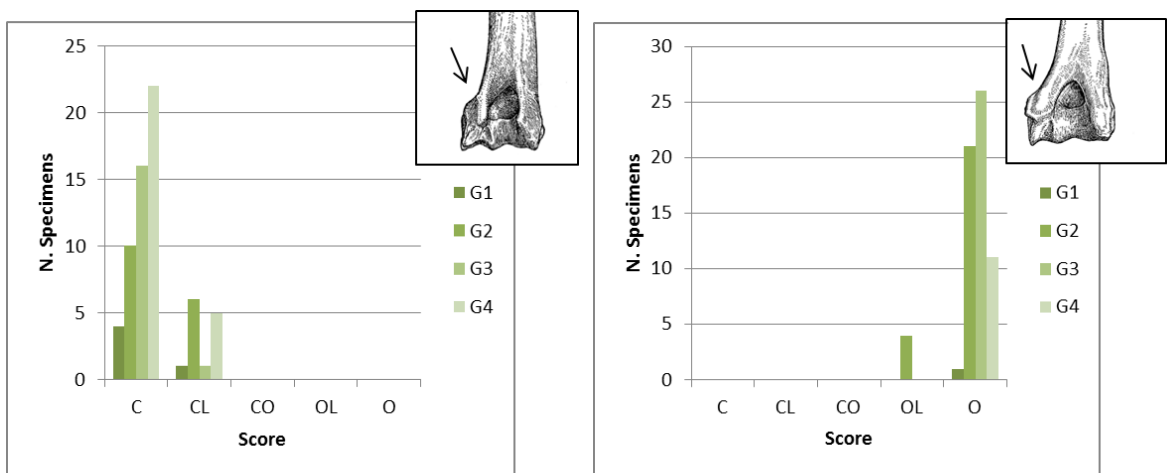 25
20
15
10
5
0
N. Specimens
C CL CO OL O
Score
G1
G2
G3
G4
30
25
20
15
10
5
0
N. Specimens
C CL CO OL O
Score
G1
G2
G3
G4